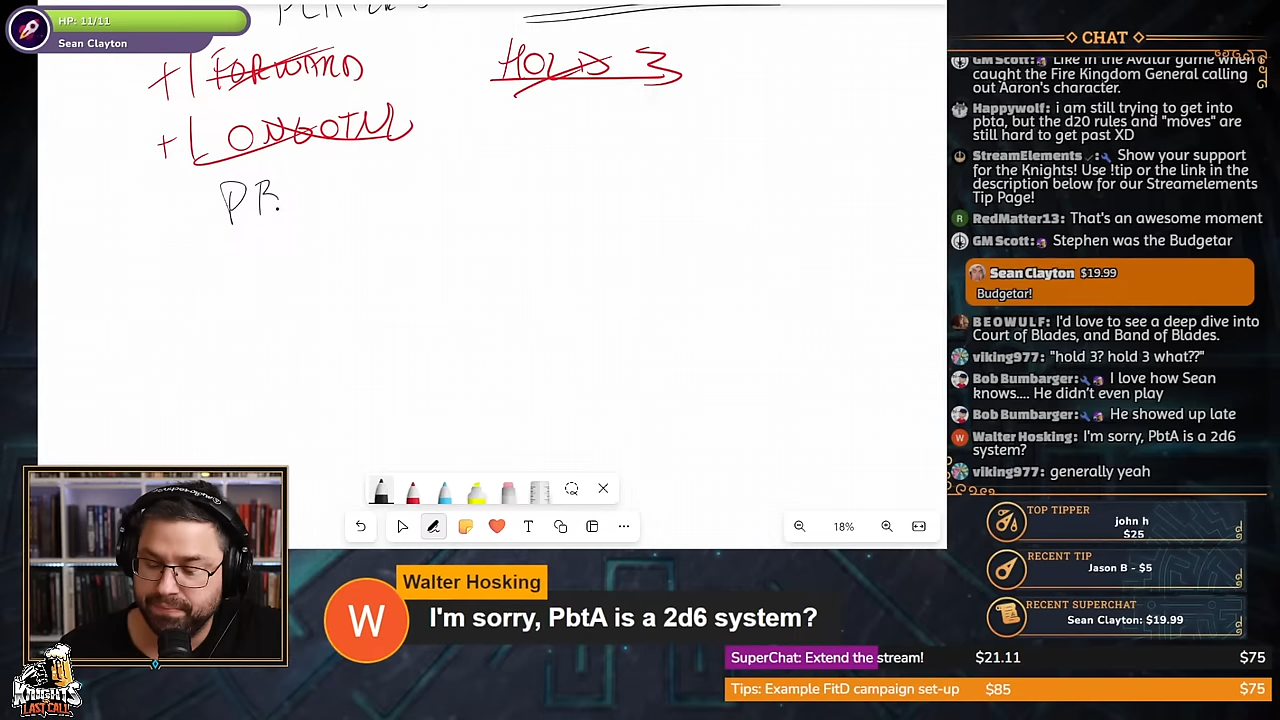 HP: 11/11
Sean Clayton
+1 FORWARD
HOLD 3
+1 ONGOING
PR
CHAT
GM Scott: Like in the Avatar game when
caught the Fire Kingdom General calling
out Aaron's character.
Happywolf: i am still trying to get into
pbta, but the d20 rules and "moves" are
still hard to get past XD
StreamElements: Show your support
for the Knights! Use !tip or the link in the
description below for our Streamelements
Tip Page!
R
RedMatter13: That's an awesome moment
GM Scott: Stephen was the Budgetar
Sean Clayton $19.99
Budgetar!
BEOWULF: I'd love to see a deep dive into
Court of Blades, and Band of Blades.
viking977: "hold 3? hold 3 what??"
Bob Bumbarger: I love how Sean
knows.... He didn't even play
Bob Bumbarger: He showed up late
W
Walter Hosking: I'm sorry, PbtA is a 2d6
system?
viking977: generally yeah
T
18%
TOP TIPPER
john h
$25
RECENT TIP
Jason B - $5
RECENT SUPERCHAT
Sean Clayton: $19.99
W
Walter Hosking
I'm sorry, PbtA is a 2d6 system?
SuperChat: Extend the stream! $21.11 $75
Tips: Example FitD campaign set-up $85 $75
KNIGHTS
LAST CALL